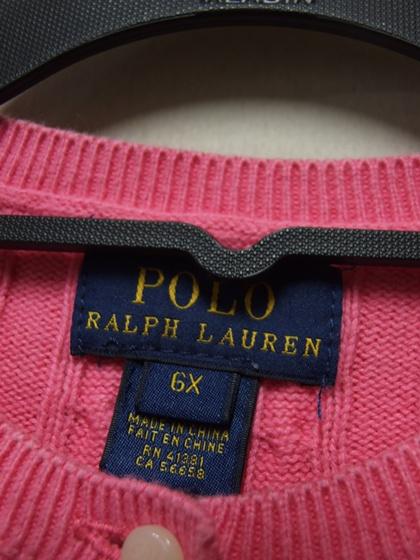 POLO
RALPH LAUREN
6X
MADE IN CHINA
FAIT EN CHINE
RN 41381
CA 56658